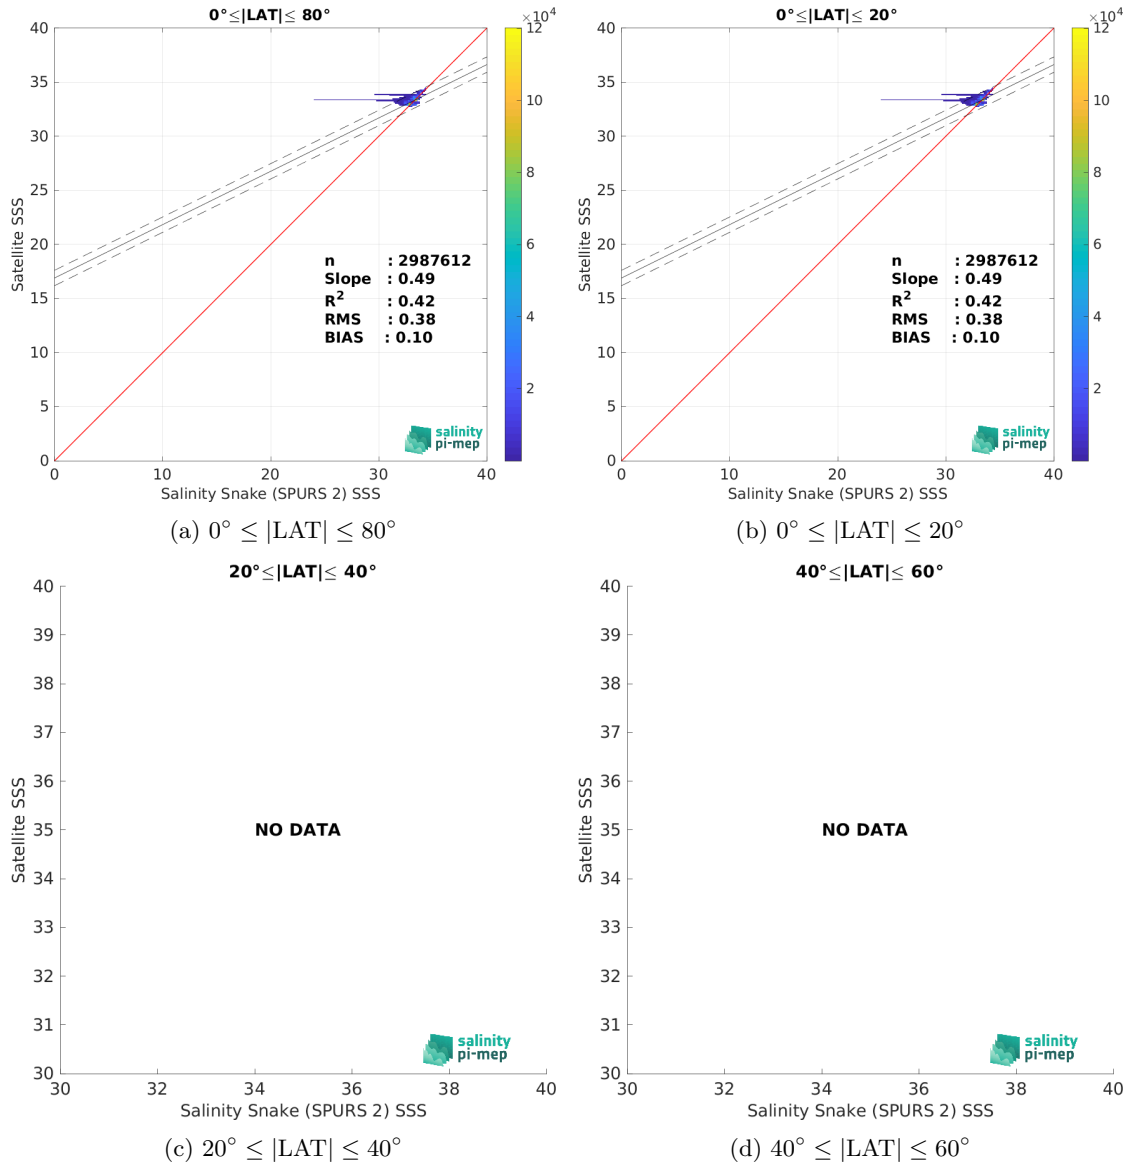 0°≤|LAT|≤ 80°
×10⁴
40
35
30
25
20
15
10
5
0
0
10
20
30
40
12
10
8
6
4
2
Satellite SSS
n : 2987612
Slope : 0.49
R² : 0.42
RMS : 0.38
BIAS : 0.10
salinity
pi-mep
Salinity Snake (SPURS 2) SSS
(a) 0° ≤ |LAT| ≤ 80°
0°≤|LAT|≤ 20°
×10⁴
40
35
30
25
20
15
10
5
0
0
10
20
30
40
12
10
8
6
4
2
Satellite SSS
n : 2987612
Slope : 0.49
R² : 0.42
RMS : 0.38
BIAS : 0.10
salinity
pi-mep
Salinity Snake (SPURS 2) SSS
(b) 0° ≤ |LAT| ≤ 20°
20°≤|LAT|≤ 40°
40
39
38
37
36
35
34
33
32
31
30
30
32
34
36
38
40
Satellite SSS
NO DATA
salinity
pi-mep
Salinity Snake (SPURS 2) SSS
(c) 20° ≤ |LAT| ≤ 40°
40°≤|LAT|≤ 60°
40
39
38
37
36
35
34
33
32
31
30
30
32
34
36
38
40
Satellite SSS
NO DATA
salinity
pi-mep
Salinity Snake (SPURS 2) SSS
(d) 40° ≤ |LAT| ≤ 60°